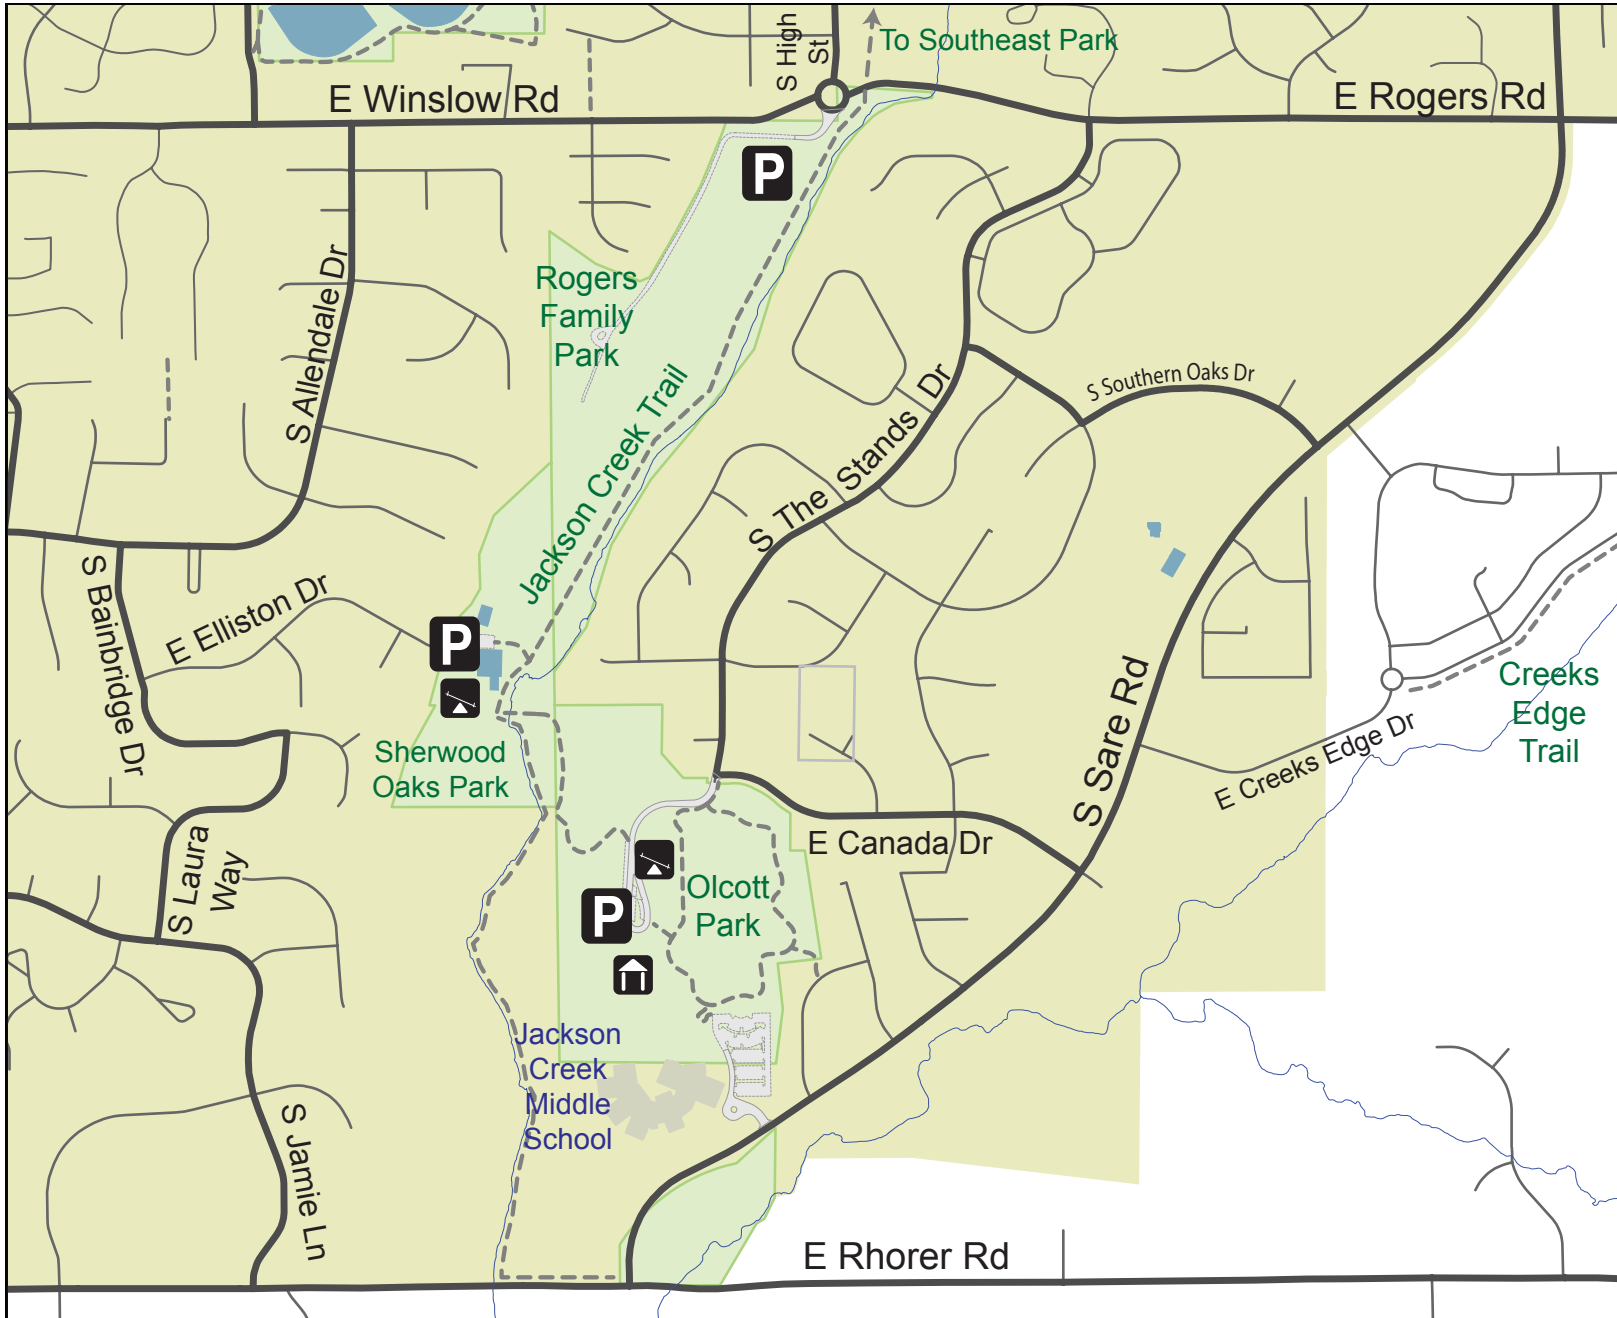 S High
St
To Southeast Park
E Winslow Rd
E Rogers Rd
P
S Allendale Dr
Rogers
Family
Park
Jackson Creek Trail
S The Stands Dr
S Southern Oaks Dr
S Bainbridge Dr
E Elliston Dr
P
Sherwood
Oaks Park
S Sare Rd
Creeks
Edge
Trail
E Creeks Edge Dr
S Laura
Way
E Canada Dr
Olcott
Park
P
Jackson
Creek
Middle
School
S Jamie Ln
E Rhorer Rd